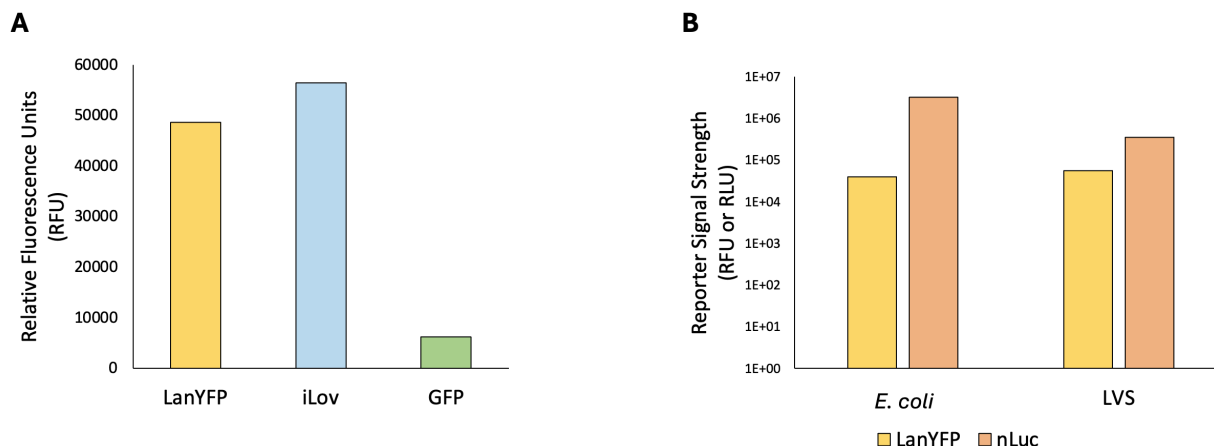 A
Relative Fluorescence Units
(RFU)
60000
50000
40000
30000
20000
10000
0
LanYFP iLov GFP
B
Reporter Signal Strength
(RFU or RLU)
1E+07
1E+06
1E+05
1E+04
1E+03
1E+02
1E+01
1E+00
E. coli LVS
LanYFP nLuc